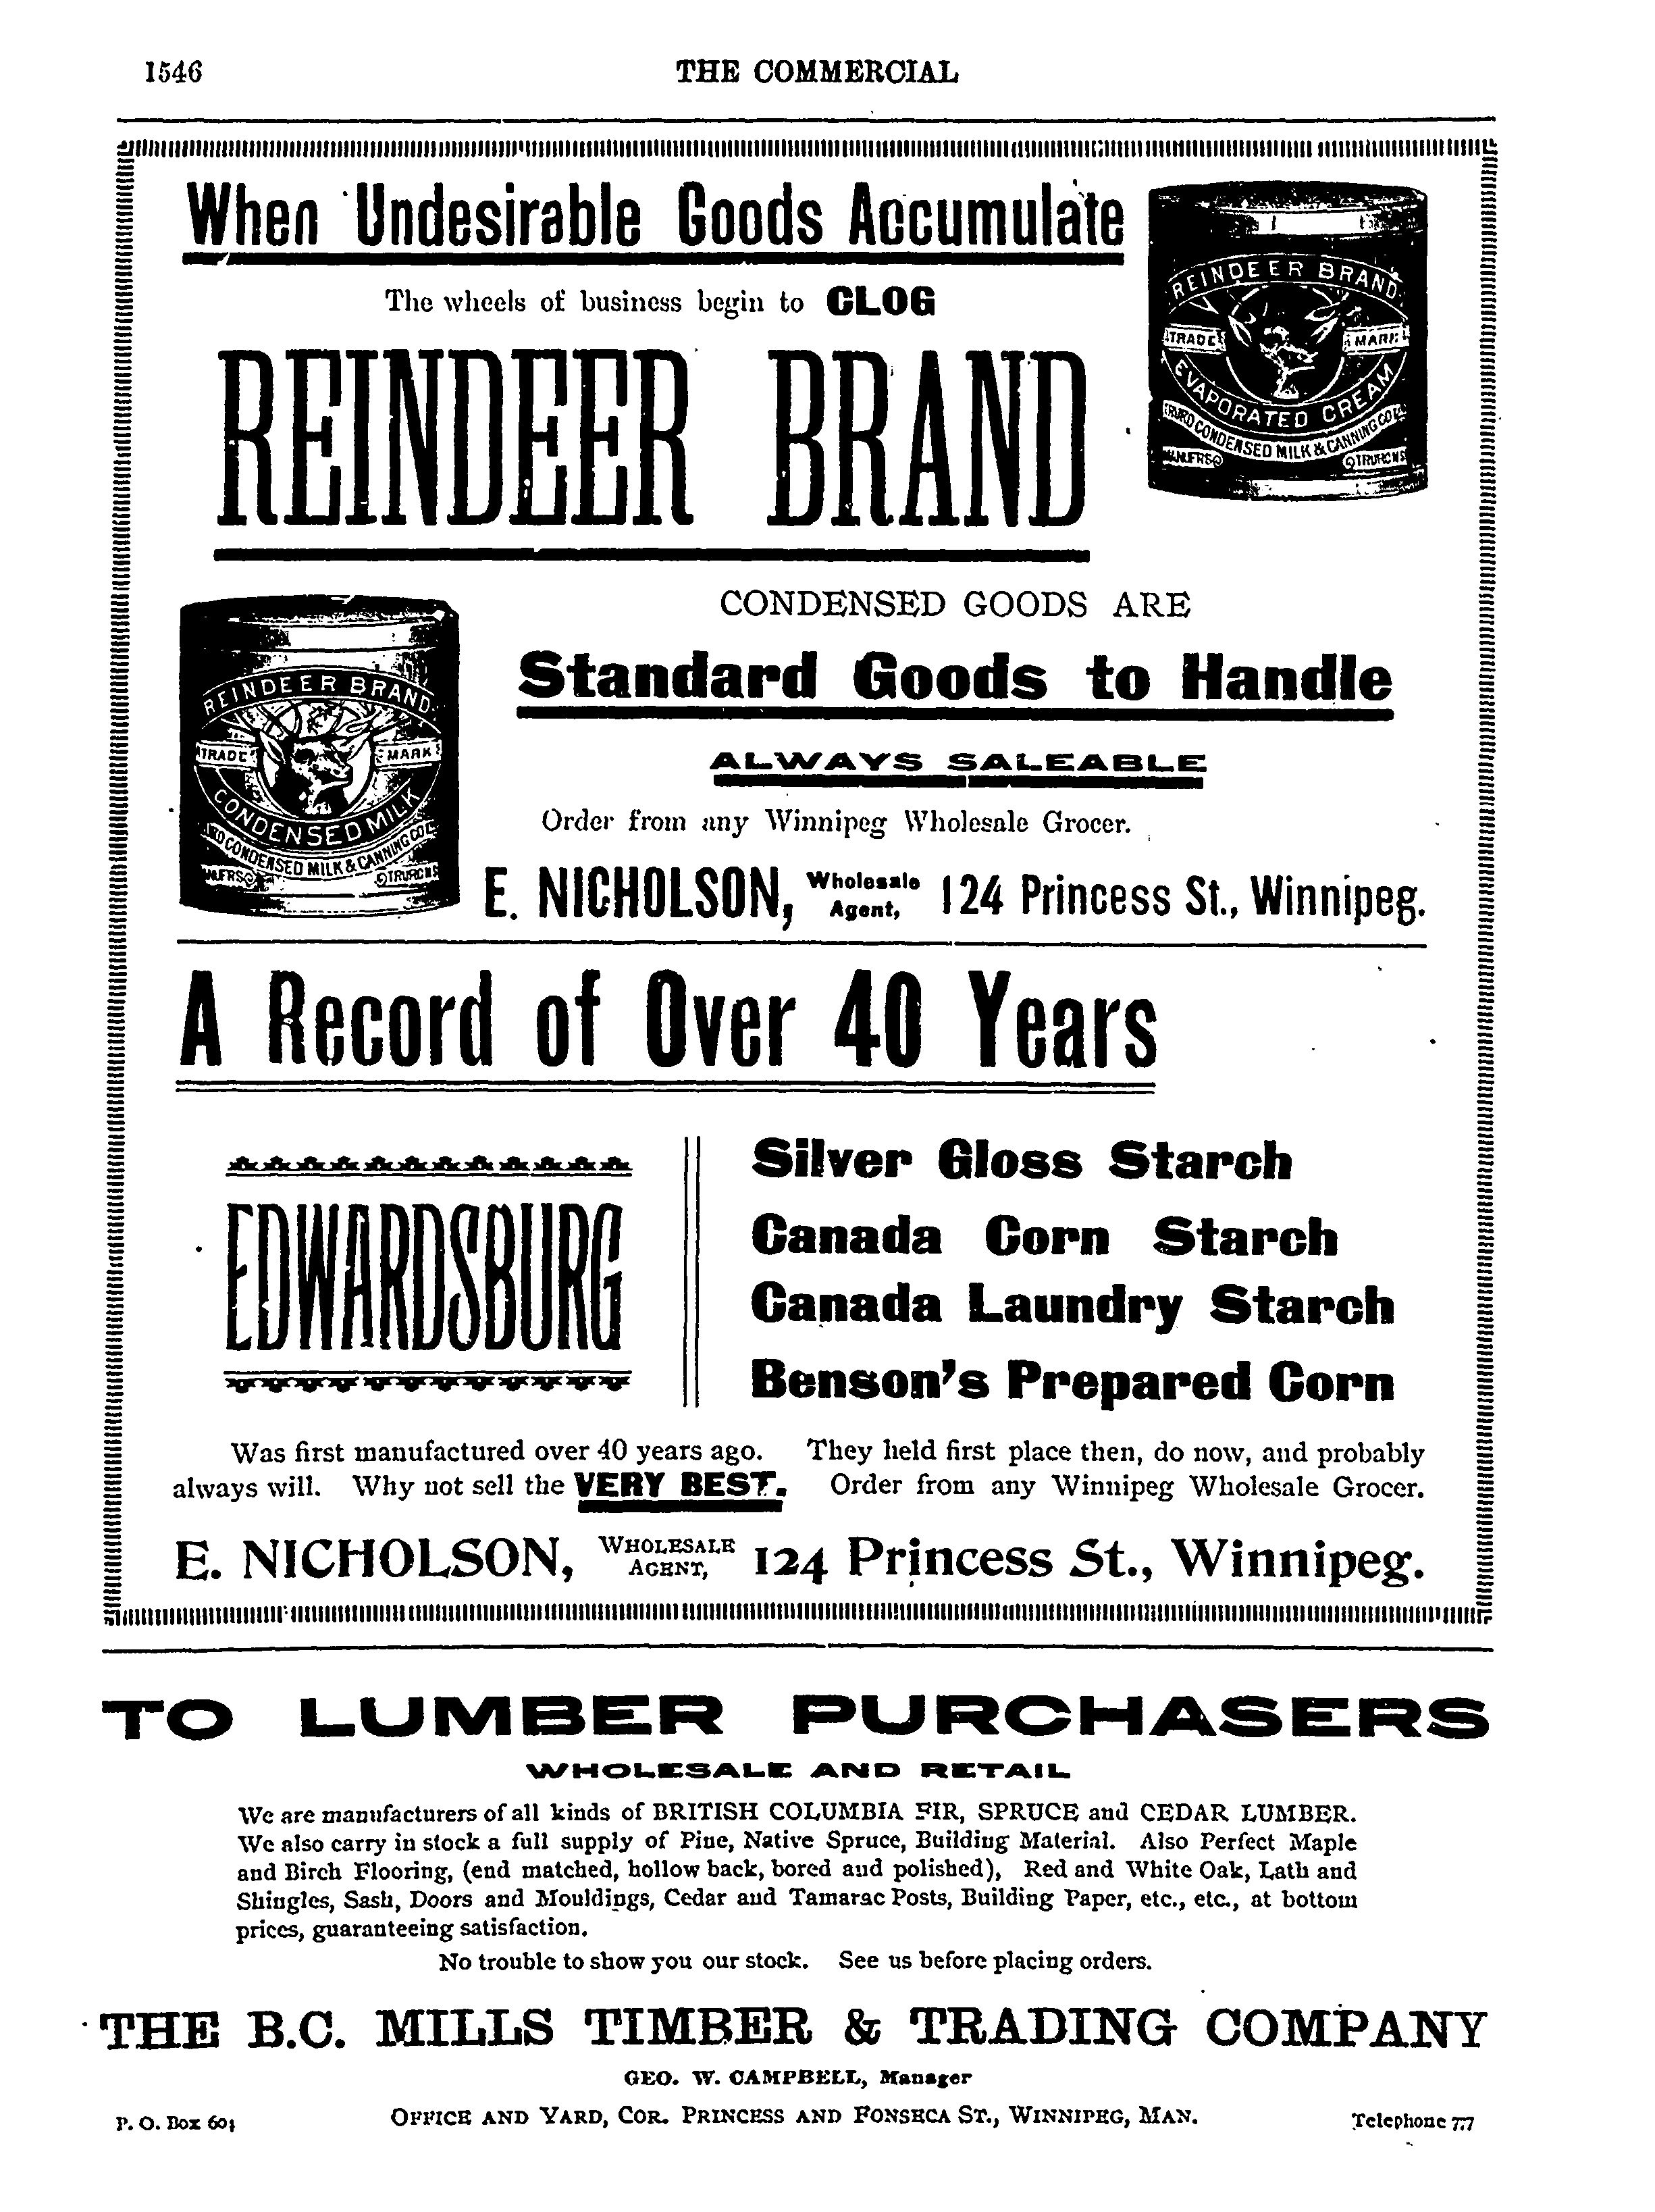 1546
THE COMMERCIAL
When Undesirable Goods Accumulate
The wheels of business begin to CLOG
REINDEER BRAND
REINDEER BRAND
TRADE MARK
EVAPORATED CREAM
TRURO CONDENSED MILK & CANNING CO
MANUFRS TRURO NS
CONDENSED GOODS ARE
Standard Goods to Handle
ALWAYS SALEABLE
Order from any Winnipeg Wholesale Grocer.
REINDEER BRAND
TRADE MARK
CONDENSED MILK
CONDENSED MILK & CANNING CO
E. NICHOLSON, Wholesale Agent, 124 Princess St., Winnipeg.
A Record of Over 40 Years
EDWARDSBURG
Silver Gloss Starch
Canada Corn Starch
Canada Laundry Starch
Benson's Prepared Corn
Was first manufactured over 40 years ago. They held first place then, do now, and probably
always will. Why not sell the VERY BEST. Order from any Winnipeg Wholesale Grocer.
E. NICHOLSON, WHOLESALE AGENT, 124 Princess St., Winnipeg.
TO LUMBER PURCHASERS
WHOLESALE AND RETAIL
We are manufacturers of all kinds of BRITISH COLUMBIA FIR, SPRUCE and CEDAR LUMBER.
We also carry in stock a full supply of Pine, Native Spruce, Building Material. Also Perfect Maple
and Birch Flooring, (end matched, hollow back, bored and polished), Red and White Oak, Lath and
Shingles, Sash, Doors and Mouldings, Cedar and Tamarac Posts, Building Paper, etc., etc., at bottom
prices, guaranteeing satisfaction.
No trouble to show you our stock. See us before placing orders.
THE B.C. MILLS TIMBER & TRADING COMPANY
GEO. W. CAMPBELL, Manager
P. O. Box
OFFICE AND YARD, COR. PRINCESS AND FONSECA ST., WINNIPEG, MAN.
Telephone 777